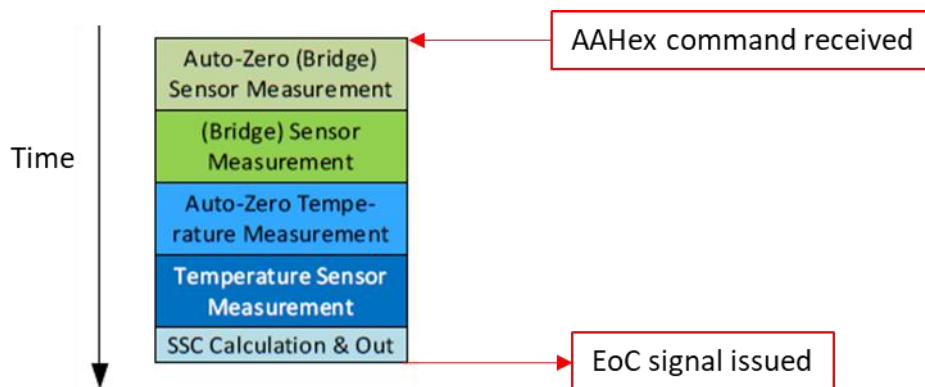 AAHex command received
Auto-Zero (Bridge)
Sensor Measurement
(Bridge) Sensor
Measurement
Time
Auto-Zero Tempe-
rature Measurement
Temperature Sensor
Measurement
SSC Calculation & Out
EoC signal issued